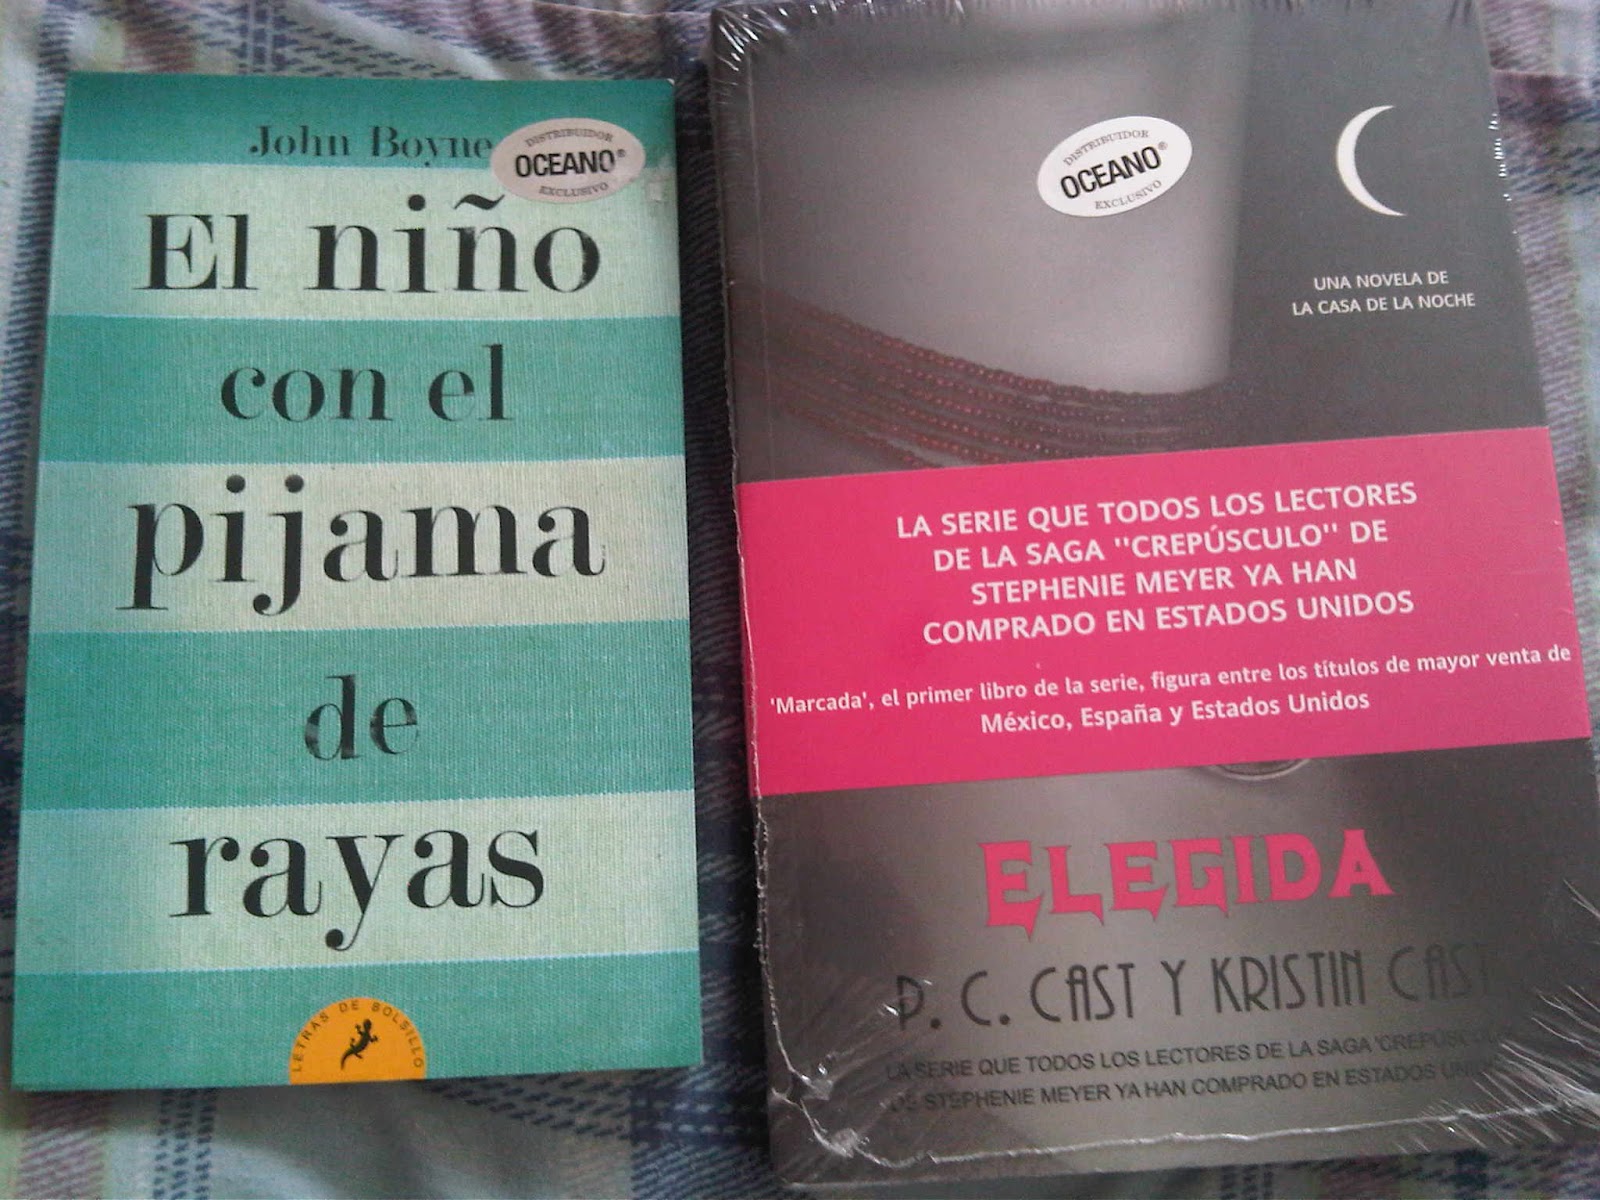 John Boyne
DISTRIBUIDOR
OCEANO®
EXCLUSIVO
El niño
con el
pijama
de
rayas
LETRAS DE BOLSILLO
DISTRIBUIDOR
OCEANO®
EXCLUSIVO
UNA NOVELA DE
LA CASA DE LA NOCHE
LA SERIE QUE TODOS LOS LECTORES
DE LA SAGA "CREPÚSCULO" DE
STEPHENIE MEYER YA HAN
COMPRADO EN ESTADOS UNIDOS
'Marcada', el primer libro de la serie, figura entre los títulos de mayor venta de
México, España y Estados Unidos
ELEGIDA
P. C. CAST Y KRISTIN CAST
LA SERIE QUE TODOS LOS LECTORES DE LA SAGA 'CREPÚSCULO'
DE STEPHENIE MEYER YA HAN COMPRADO EN ESTADOS UNIDOS